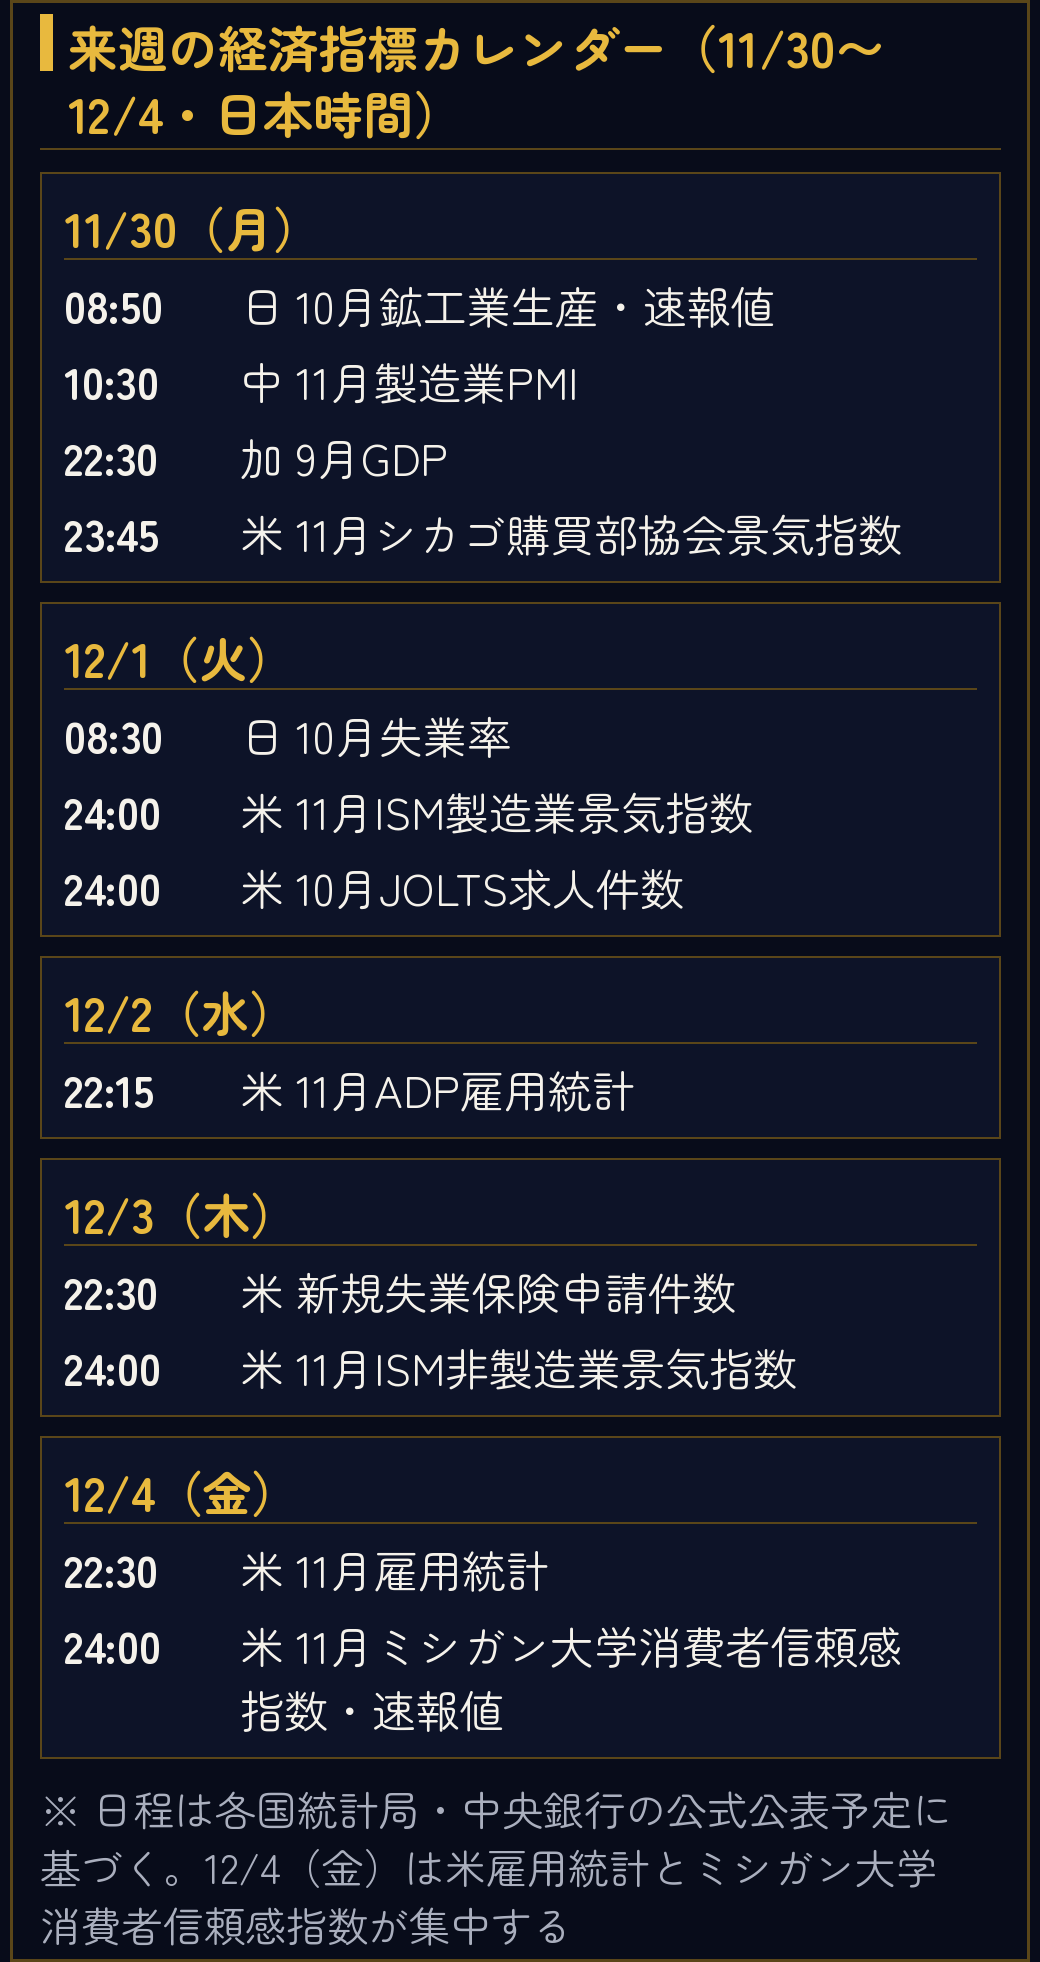 来週の経済指標カレンダー（11/30〜
12/4・日本時間）
11/30（月）
08:50 日 10月鉱工業生産・速報値
10:30 中 11月製造業PMI
22:30 加 9月GDP
23:45 米 11月シカゴ購買部協会景気指数
12/1（火）
08:30 日 10月失業率
24:00 米 11月ISM製造業景気指数
24:00 米 10月JOLTS求人件数
12/2（水）
22:15 米 11月ADP雇用統計
12/3（木）
22:30 米 新規失業保険申請件数
24:00 米 11月ISM非製造業景気指数
12/4（金）
22:30 米 11月雇用統計
24:00 米 11月ミシガン大学消費者信頼感
指数・速報値
※ 日程は各国統計局・中央銀行の公式公表予定に
基づく。12/4（金）は米雇用統計とミシガン大学
消費者信頼感指数が集中する